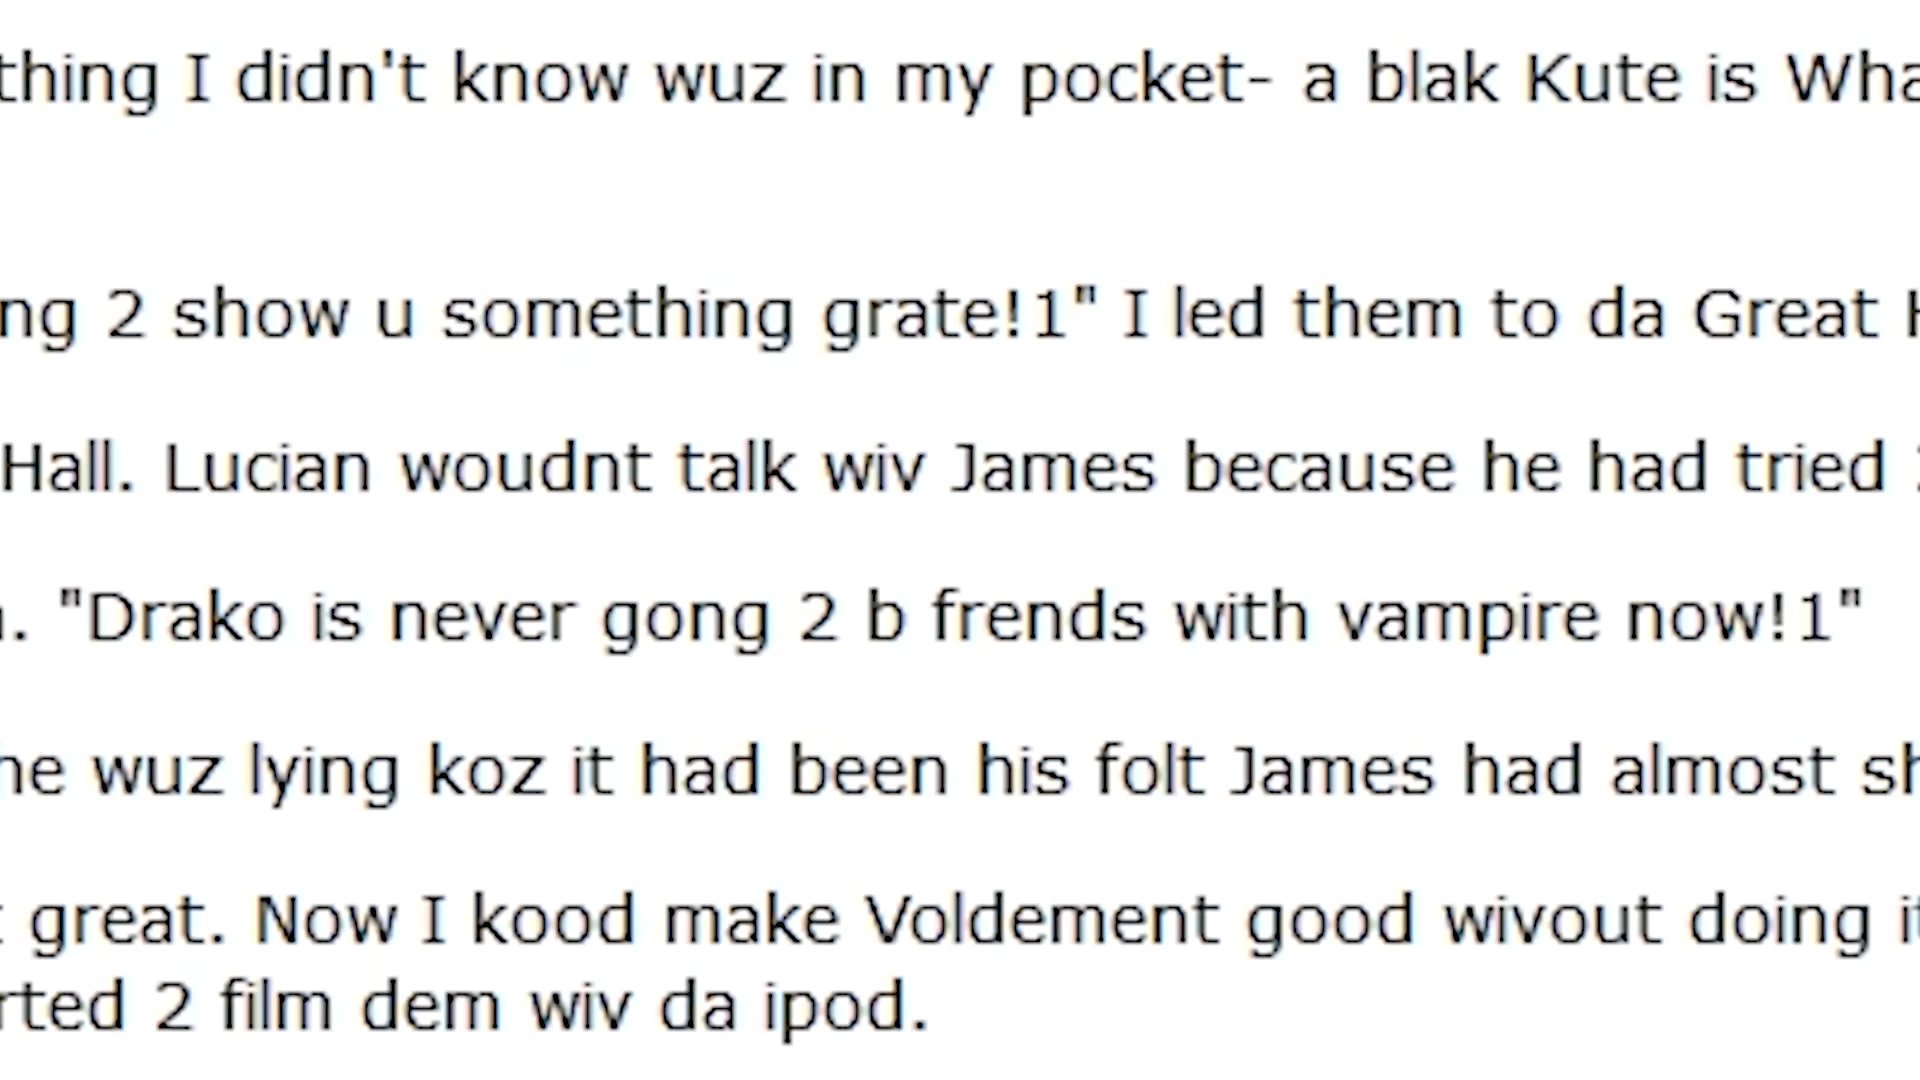 thing I didn't know wuz in my pocket- a blak Kute is Wha
ng 2 show u something grate!1" I led them to da Great H
Hall. Lucian woudnt talk wiv James because he had tried
. "Drako is never gong 2 b frends with vampire now!1"
he wuz lying koz it had been his folt James had almost sh
great. Now I kood make Voldement good wivout doing it
rted 2 film dem wiv da ipod.